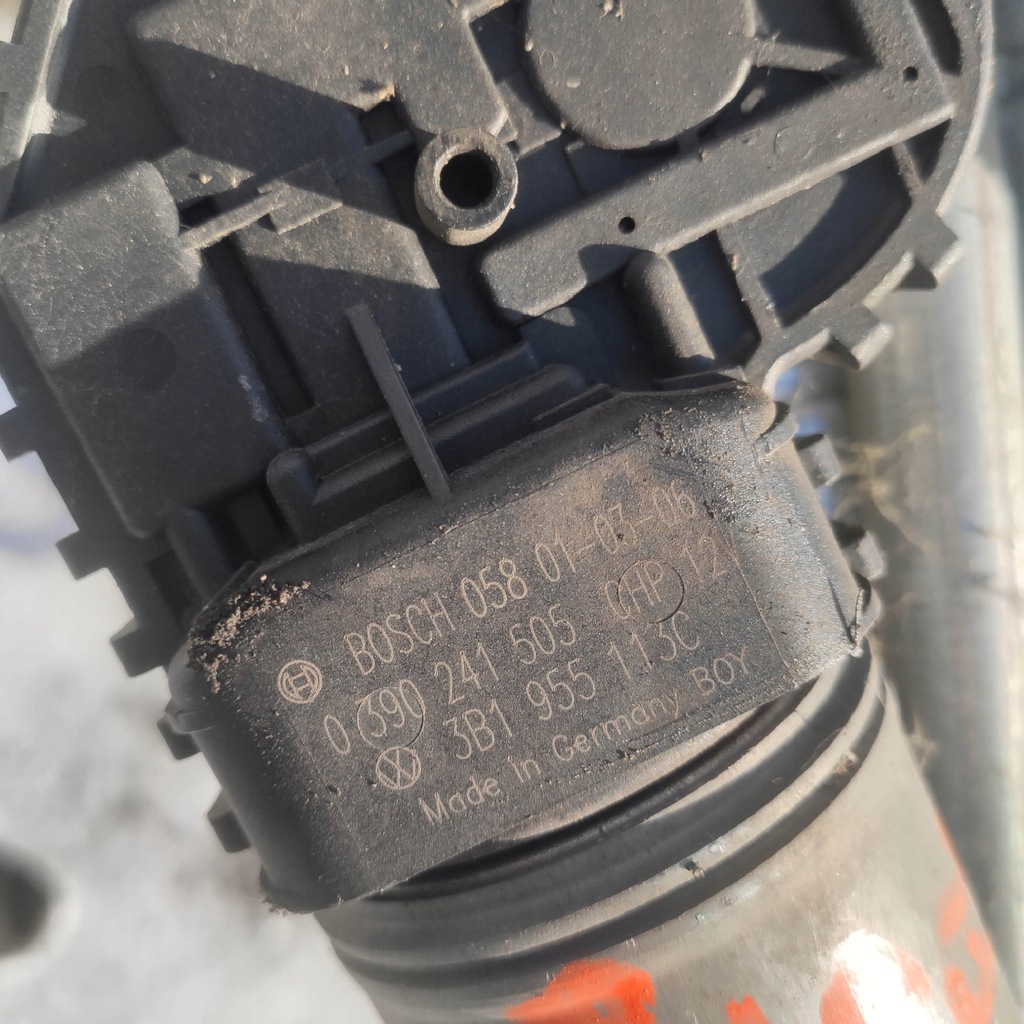 BOSCH 058 01-03-06
0 390 241 505 CHP 12
3B1 955 113C
Made in Germany BOY